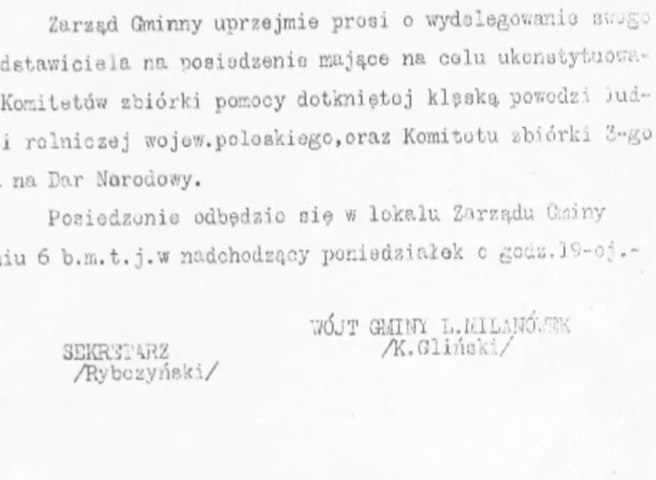 Zarząd Gminny uprzejmie prosi o wydelegowanie swego
dstawiciela na posiedzenie mające na celu ukonstytuowa-
Komitetów zbiórki pomocy dotkniętej klęską powodzi lud-
i rolniczej wojew.poleskiego,oraz Komitetu zbiórki 3-go
na Dar Narodowy.
Posiedzenie odbędzie się w lokalu Zarządu Gminy
iu 6 b.m.t.j.w nadchodzący poniedziałek o godz.19-ej.-
WÓJT GMINY L.MILANÓWEK
/K.Gliński/
SEKRETARZ
/Rybczyński/